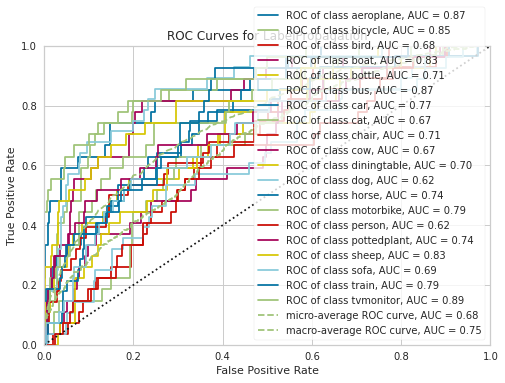 ROC Curves for LabelPropagation
ROC of class aeroplane, AUC = 0.87
ROC of class bicycle, AUC = 0.85
ROC of class bird, AUC = 0.68
ROC of class boat, AUC = 0.83
ROC of class bottle, AUC = 0.71
ROC of class bus, AUC = 0.87
ROC of class car, AUC = 0.77
ROC of class cat, AUC = 0.67
ROC of class chair, AUC = 0.71
ROC of class cow, AUC = 0.67
ROC of class diningtable, AUC = 0.70
ROC of class dog, AUC = 0.62
ROC of class horse, AUC = 0.74
ROC of class motorbike, AUC = 0.79
ROC of class person, AUC = 0.62
ROC of class pottedplant, AUC = 0.74
ROC of class sheep, AUC = 0.83
ROC of class sofa, AUC = 0.69
ROC of class train, AUC = 0.79
ROC of class tvmonitor, AUC = 0.89
micro-average ROC curve, AUC = 0.68
macro-average ROC curve, AUC = 0.75
True Positive Rate
1.0
0.8
0.6
0.4
0.2
0.0
0.0 0.2 0.4 0.6 0.8 1.0
False Positive Rate